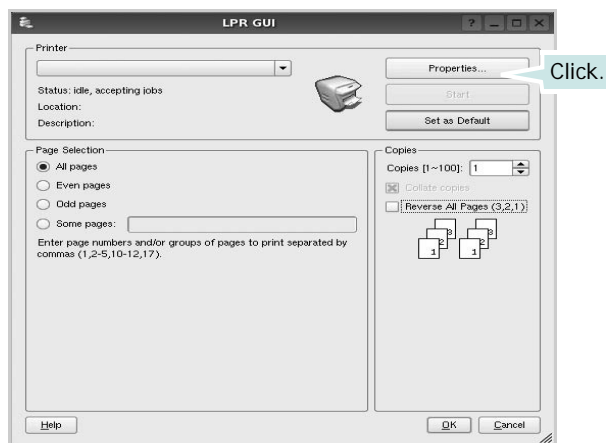 LPR GUI
Printer
Properties...
Click.
Status: idle, accepting jobs
Start
Location:
Description:
Set as Default
Page Selection
Copies
All pages
Copies [1~100]: 1
Even pages
Collate copies
Odd pages
Reverse All Pages (3,2,1)
Some pages:
Enter page numbers and/or groups of pages to print separated by
commas (1,2-5,10-12,17).
3 3
2 2
1 1
Help
OK
Cancel